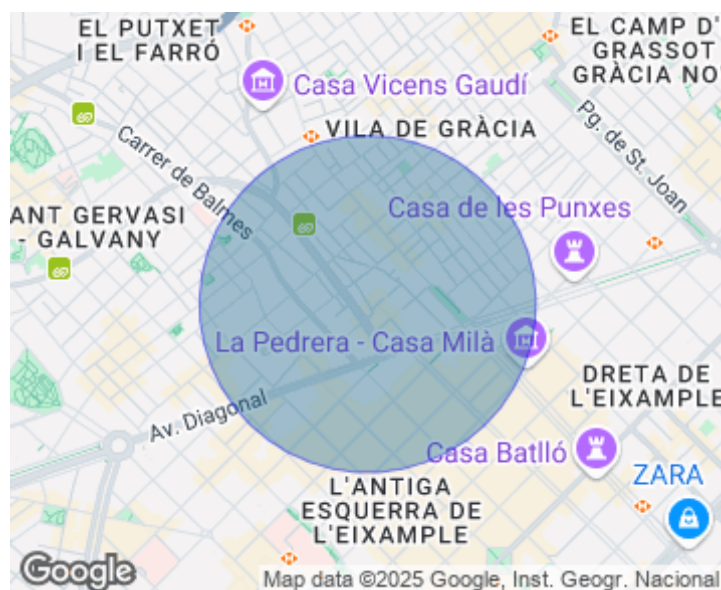 EL PUTXET
I EL FARRÓ
EL CAMP D'
GRASSOT
GRÀCIA NO
Casa Vicens Gaudí
VILA DE GRÀCIA
Carrer de Balmes
Pg. de St. Joan
ANT GERVASI
- GALVANY
Casa de les Punxes
La Pedrera - Casa Milà
DRETA DE
L'EIXAMPLE
Av. Diagonal
Casa Batlló
L'ANTIGA
ESQUERRA DE
L'EIXAMPLE
ZARA
Google
Map data ©2025 Google, Inst. Geogr. Nacional